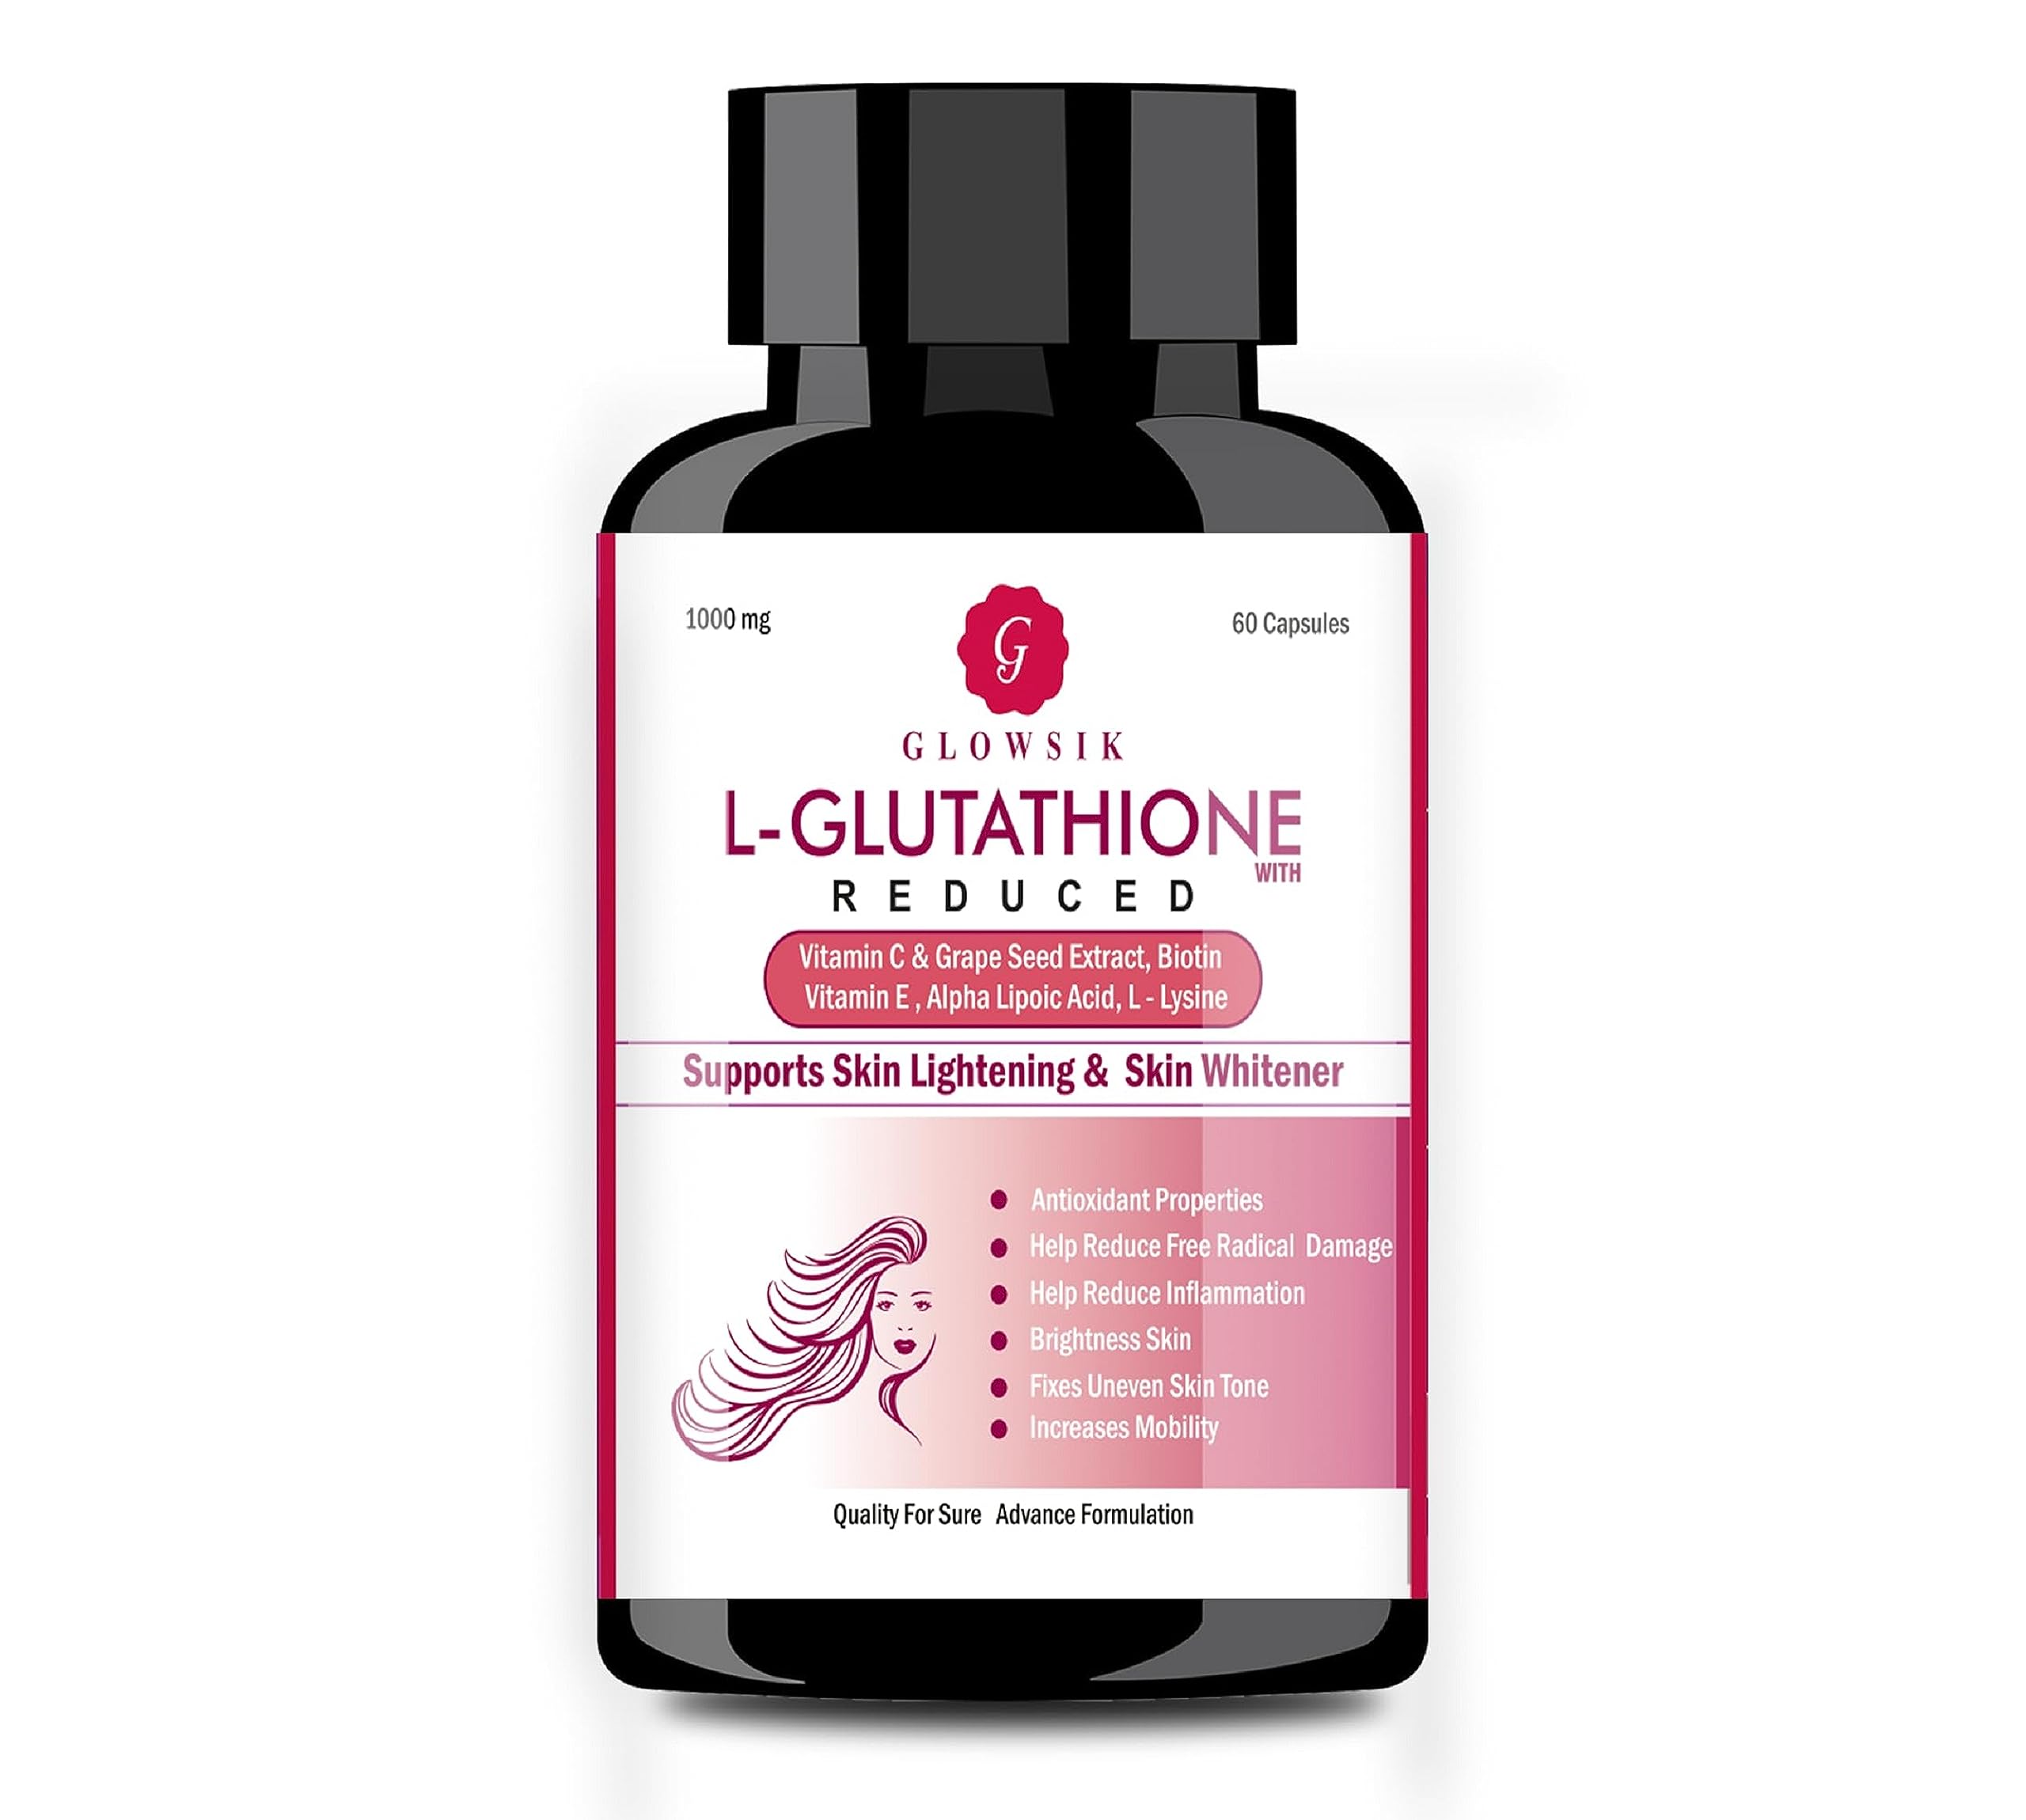 1000 mg
60 Capsules
G
GLOWSIK
L-GLUTATHIONE
WITH
REDUCED
Vitamin C & Grape Seed Extract, Biotin
Vitamin E , Alpha Lipoic Acid, L - Lysine
Supports Skin Lightening & Skin Whitener
Antioxidant Properties
Help Reduce Free Radical Damage
Help Reduce Inflammation
Brightness Skin
Fixes Uneven Skin Tone
Increases Mobility
Quality For Sure Advance Formulation